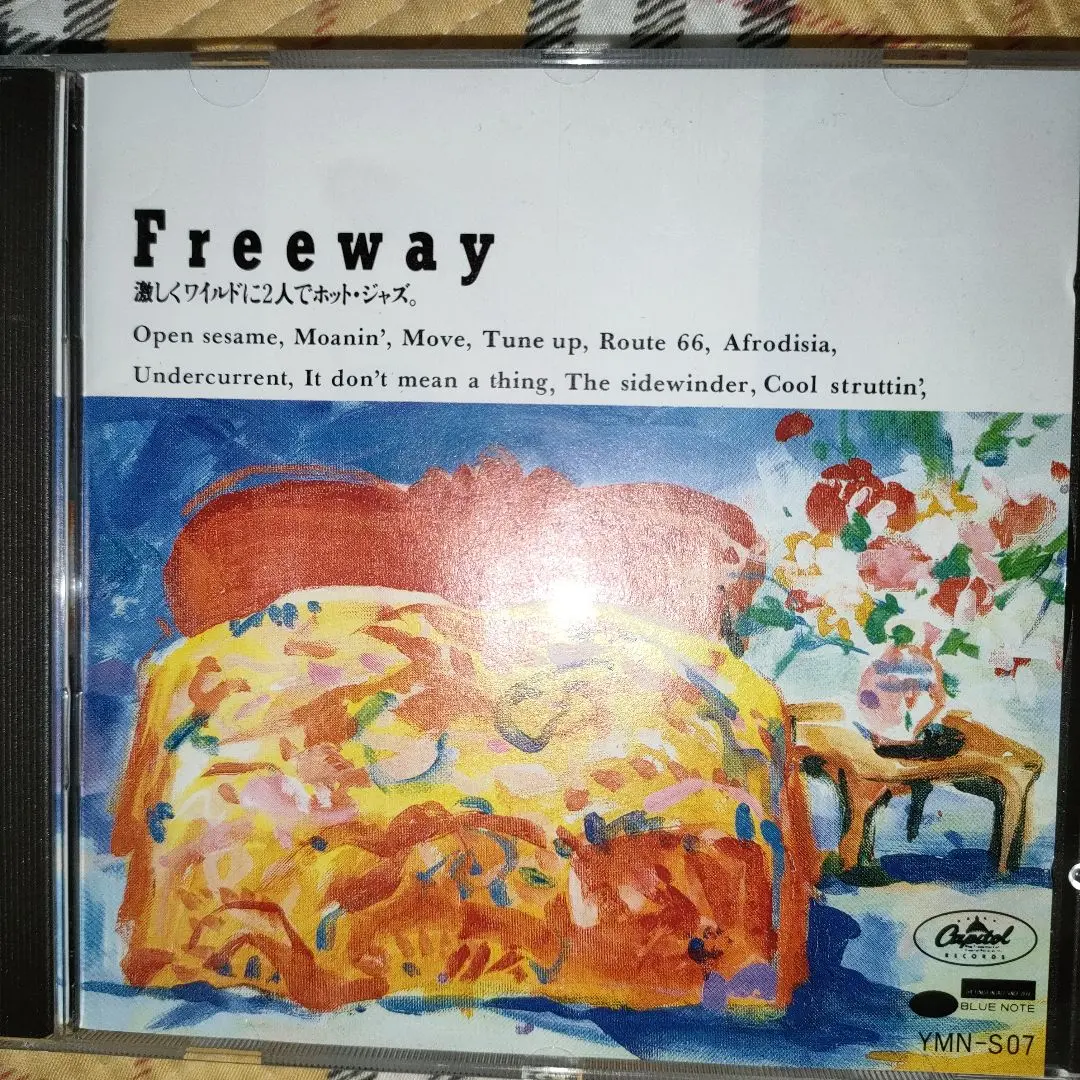 Freeway
激しくワイルドに2人でホット・ジャズ。
Open sesame, Moanin', Move, Tune up, Route 66, Afrodisia,
Undercurrent, It don't mean a thing, The sidewinder, Cool struttin',
Capitol
RECORDS
BLUE NOTE
YMN-S07